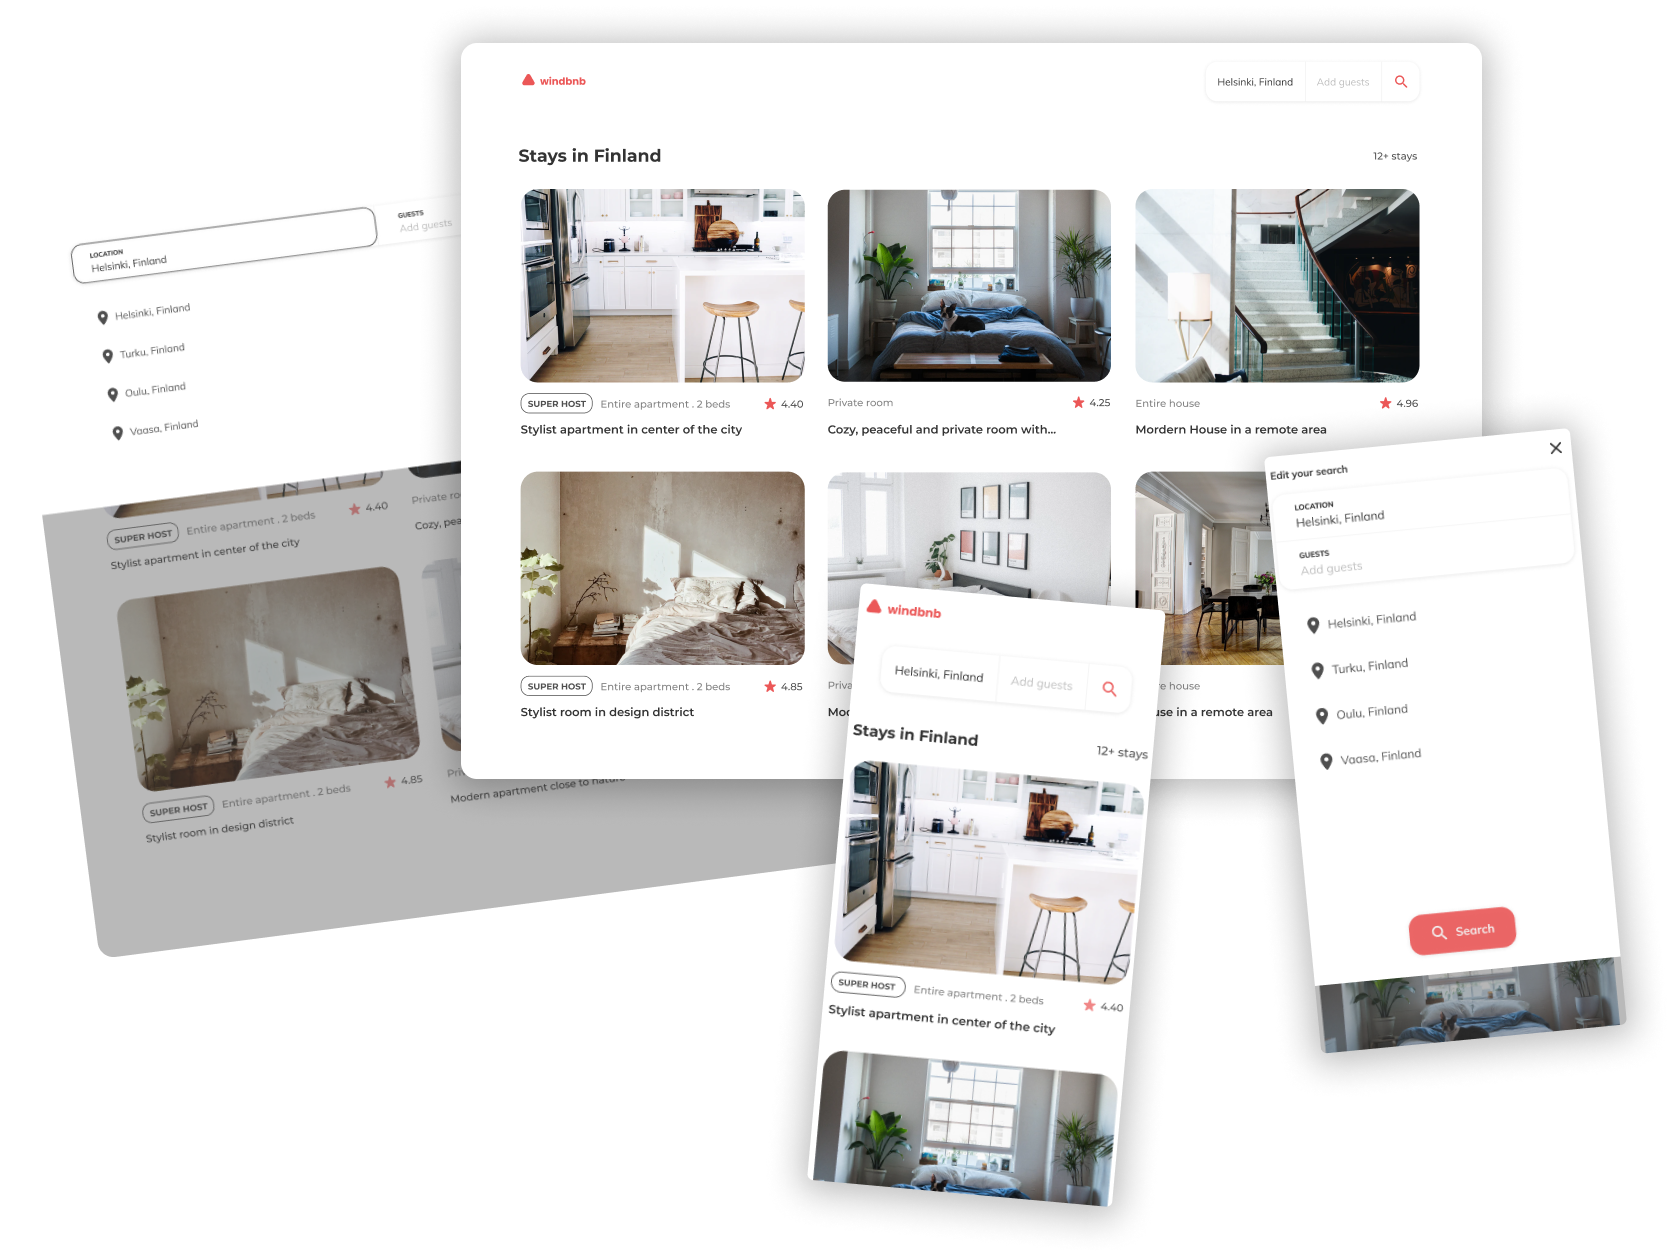 windbnb
Helsinki, Finland
Add guests
Stays in Finland
12+ stays
SUPER HOST
Entire apartment . 2 beds
4.40
Stylist apartment in center of the city
Private room
4.25
Cozy, peaceful and private room with...
Entire house
4.96
Mordern House in a remote area
SUPER HOST
Entire apartment . 2 beds
4.85
Stylist room in design district
house
in a remote area
LOCATION
Helsinki, Finland
GUESTS
Add guests
Helsinki, Finland
Turku, Finland
Oulu, Finland
Vaasa, Finland
SUPER HOST
Entire apartment . 2 beds
4.40
Stylist apartment in center of the city
Private
Cozy,
SUPER HOST
Entire apartment . 2 beds
4.85
Stylist room in design district
Modern apartment close to nature
windbnb
Helsinki, Finland
Add guests
Stays in Finland
12+ stays
SUPER HOST
Entire apartment . 2 beds
4.40
Stylist apartment in center of the city
Edit your search
LOCATION
Helsinki, Finland
GUESTS
Add guests
Helsinki, Finland
Turku, Finland
Oulu, Finland
Vaasa, Finland
Search